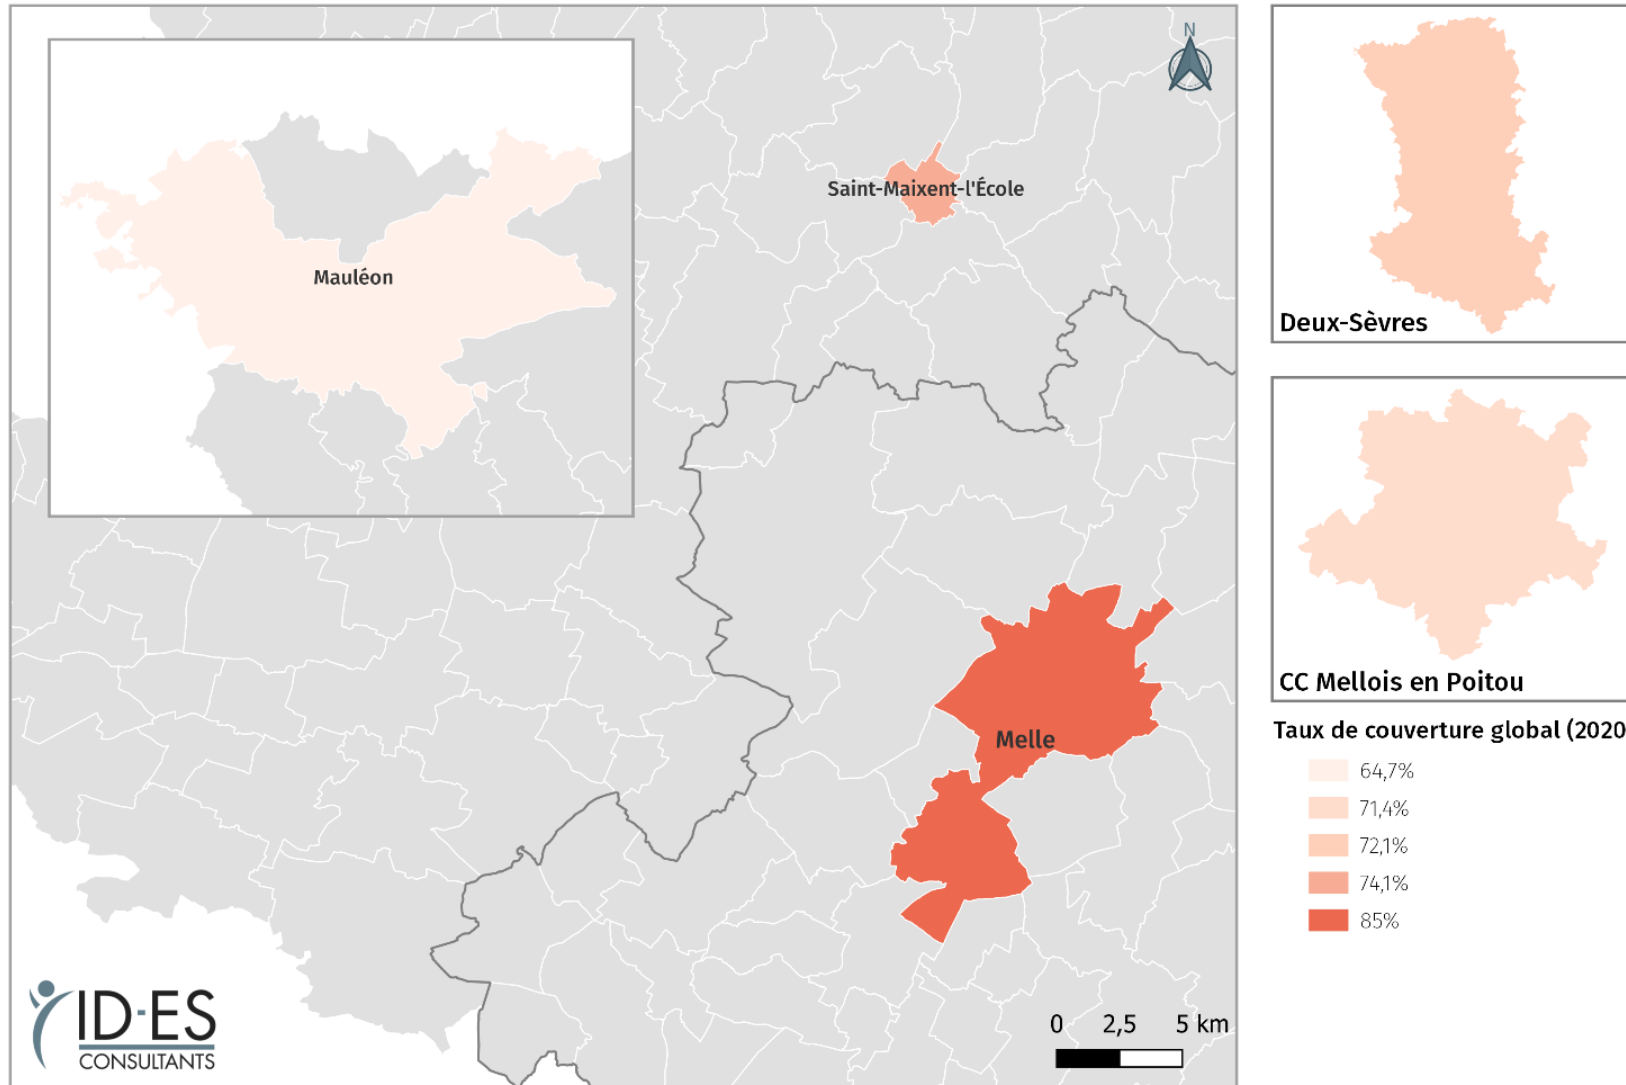 N
Saint-Maixent-l'École
Mauléon
Melle
0 2,5 5 km
ID-ES
CONSULTANTS
Deux-Sèvres
CC Mellois en Poitou
Taux de couverture global (2020
64,7%
71,4%
72,1%
74,1%
85%